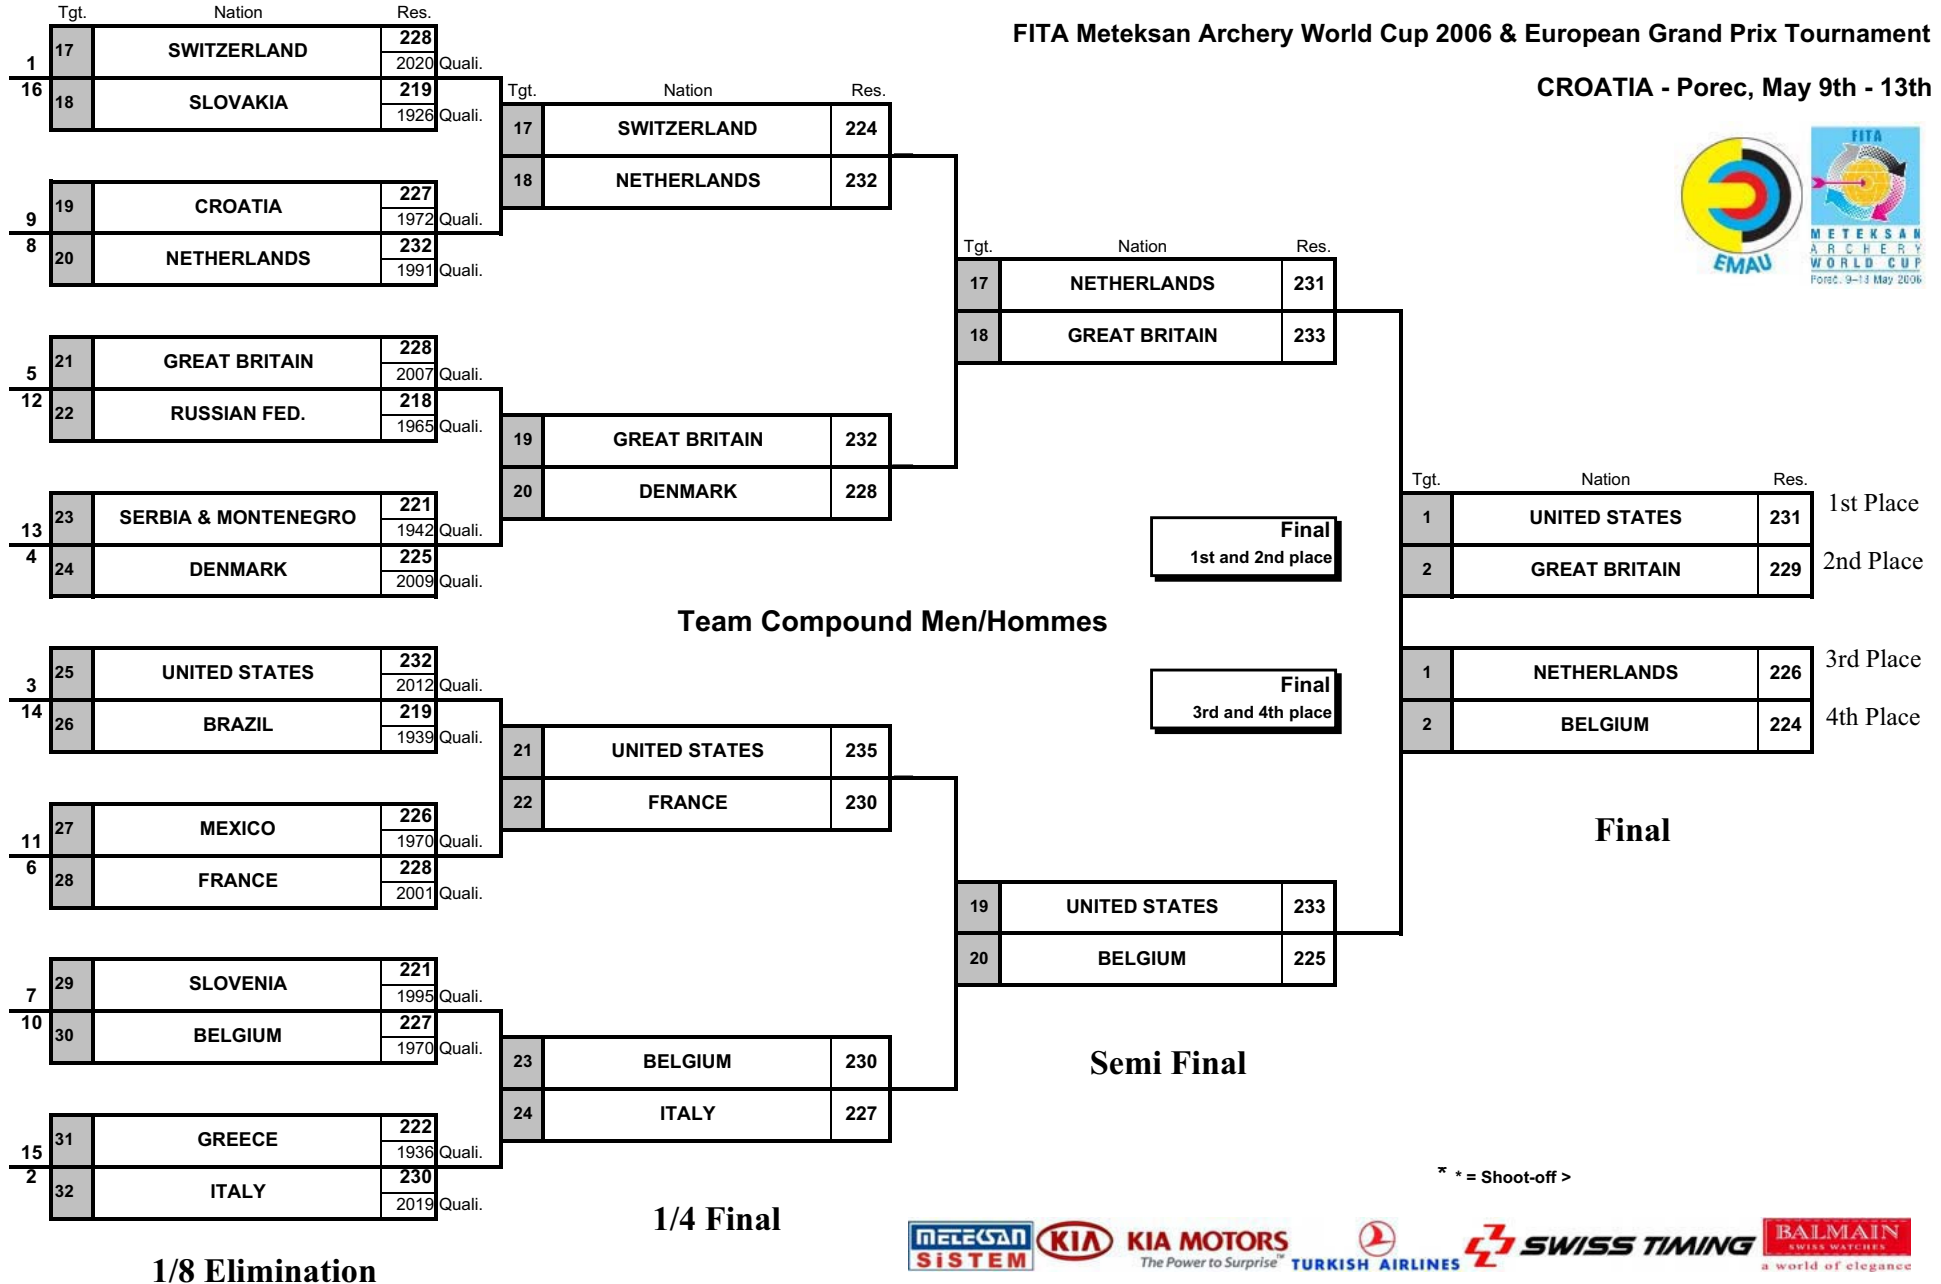 FITA Meteksan Archery World Cup 2006 & European Grand Prix Tournament
CROATIA - Porec, May 9th - 13th
EMAU
FITA
METEKSAN
ARCHERY
WORLD CUP
Poreč. 9–13 May 2006
Tgt. Nation Res.
1 17 SWITZERLAND 228
2020 Quali.
16 18 SLOVAKIA 219
1926 Quali.
9 19 CROATIA 227
1972 Quali.
8 20 NETHERLANDS 232
1991 Quali.
5 21 GREAT BRITAIN 228
2007 Quali.
12 22 RUSSIAN FED. 218
1965 Quali.
13 23 SERBIA & MONTENEGRO 221
1942 Quali.
4 24 DENMARK 225
2009 Quali.
3 25 UNITED STATES 232
2012 Quali.
14 26 BRAZIL 219
1939 Quali.
11 27 MEXICO 226
1970 Quali.
6 28 FRANCE 228
2001 Quali.
7 29 SLOVENIA 221
1995 Quali.
10 30 BELGIUM 227
1970 Quali.
15 31 GREECE 222
1936 Quali.
2 32 ITALY 230
2019 Quali.
1/8 Elimination
Tgt. Nation Res.
17 SWITZERLAND 224
18 NETHERLANDS 232
19 GREAT BRITAIN 232
20 DENMARK 228
Team Compound Men/Hommes
21 UNITED STATES 235
22 FRANCE 230
23 BELGIUM 230
24 ITALY 227
1/4 Final
Tgt. Nation Res.
17 NETHERLANDS 231
18 GREAT BRITAIN 233
19 UNITED STATES 233
20 BELGIUM 225
Semi Final
Final
1st and 2nd place
Tgt. Nation Res.
1 UNITED STATES 231 1st Place
2 GREAT BRITAIN 229 2nd Place
Final
3rd and 4th place
1 NETHERLANDS 226 3rd Place
2 BELGIUM 224 4th Place
Final
* = Shoot-off >
METEKSAN
SİSTEM
KIA
KIA MOTORS
The Power to Surprise™
TURKISH AIRLINES
SWISS TIMING
BALMAIN
SWISS WATCHES
a world of elegance